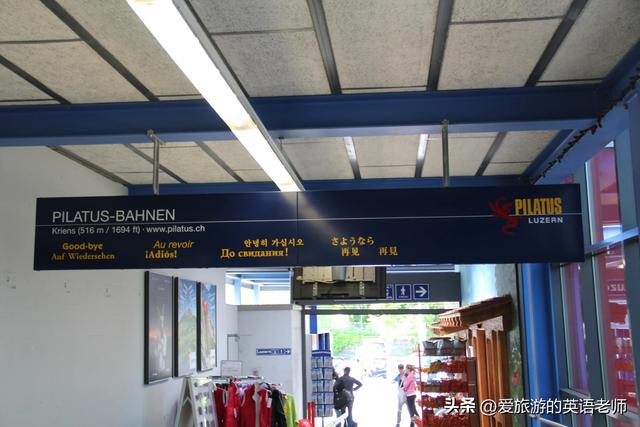 PILATUS-BAHNEN
Kriens (516 m / 1694 ft) · www.pilatus.ch
Good-bye Au revoir 안녕히 가십시오 さようなら
Auf Wiedersehen ¡Adiós! До свидания! 再见 再見
PILATUS
LUZERN
Luzern
头条 @爱旅游的英语老师